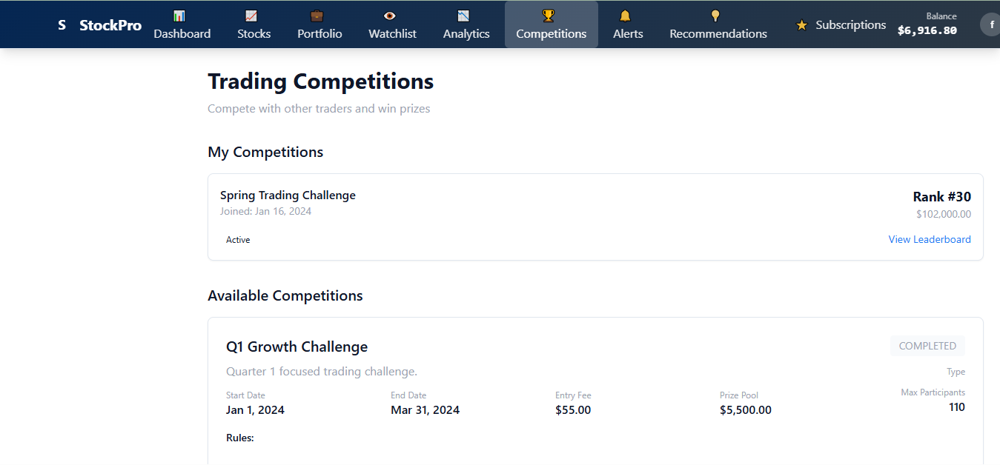 S StockPro Dashboard Stocks Portfolio Watchlist Analytics Competitions Alerts Recommendations Subscriptions Balance $6,916.80 f
Trading Competitions
Compete with other traders and win prizes
My Competitions
Spring Trading Challenge
Joined: Jan 16, 2024
Active
Rank #30
$102,000.00
View Leaderboard
Available Competitions
Q1 Growth Challenge
COMPLETED
Quarter 1 focused trading challenge.
Type
Start Date End Date Entry Fee Prize Pool Max Participants
Jan 1, 2024 Mar 31, 2024 $55.00 $5,500.00 110
Rules: